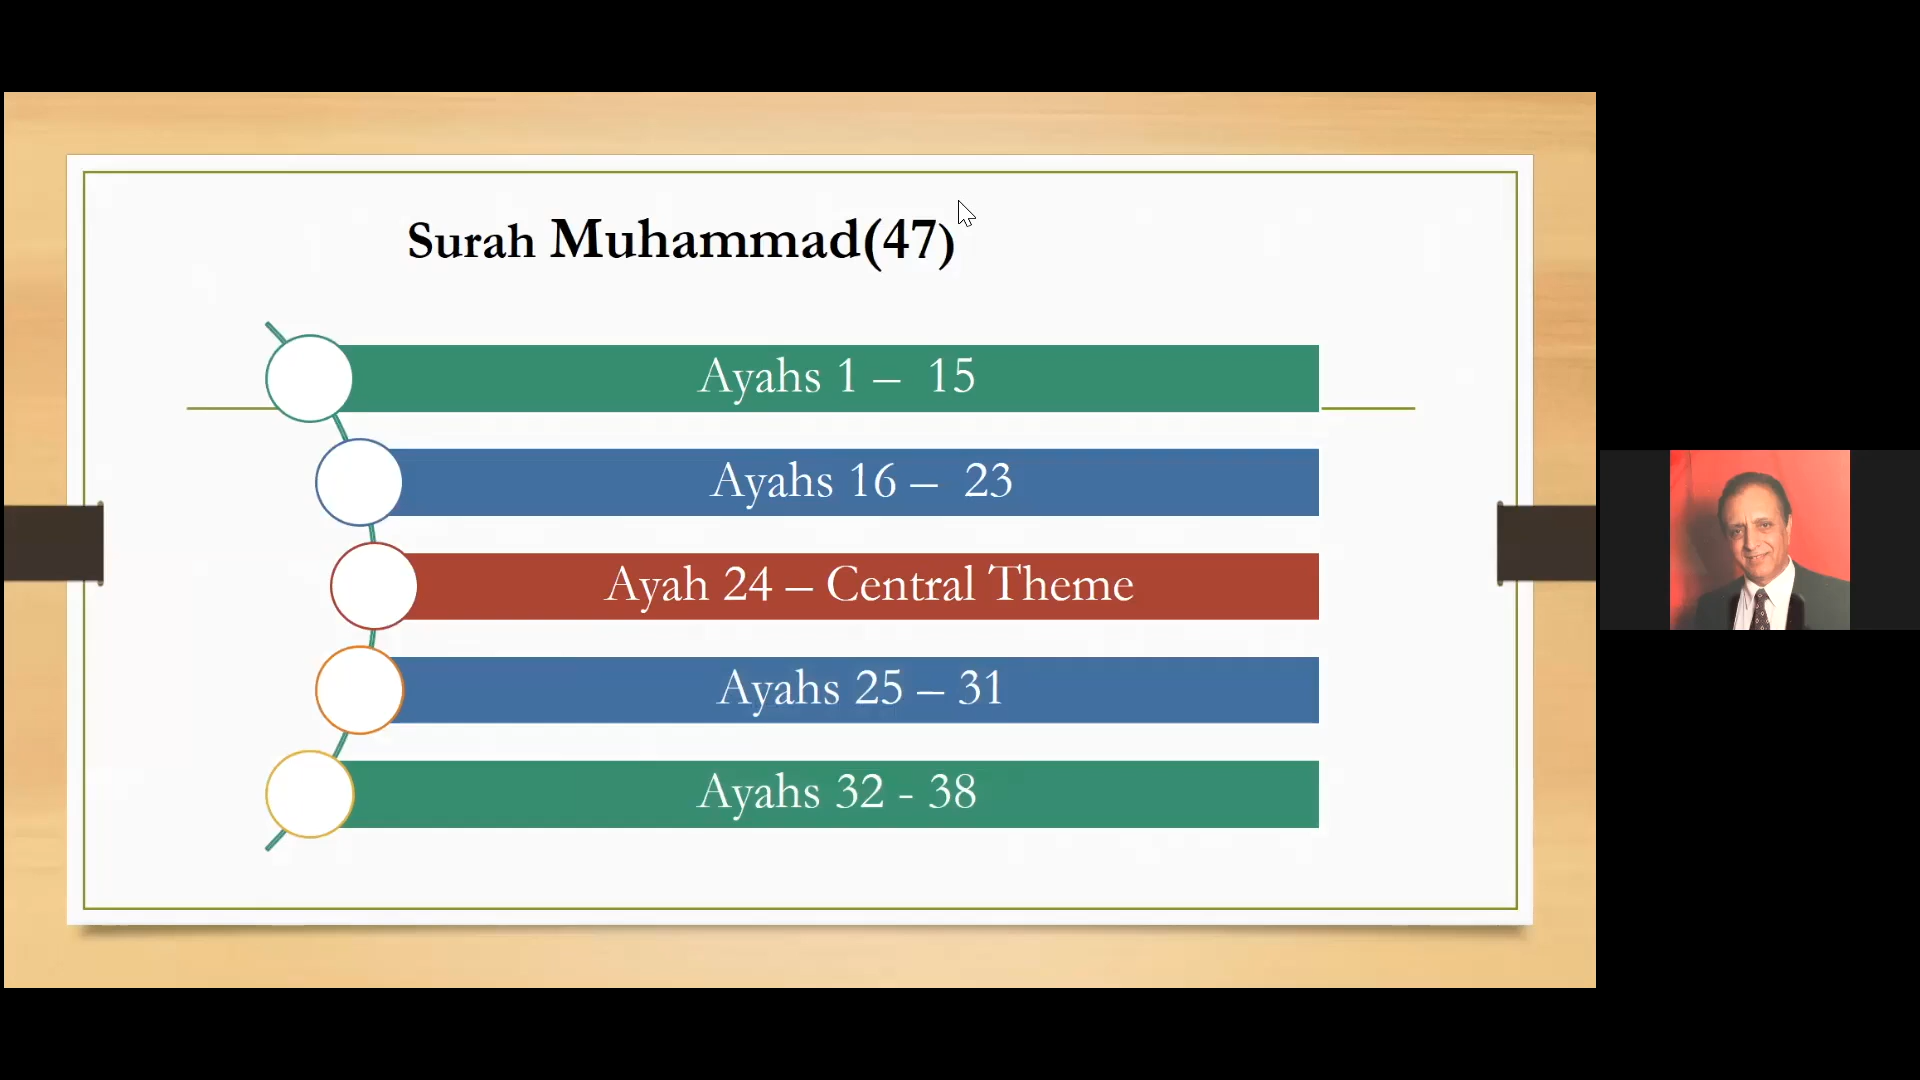 Surah Muhammad(47)
Ayahs 1 – 15
Ayahs 16 – 23
Ayah 24 – Central Theme
Ayahs 25 – 31
Ayahs 32 - 38